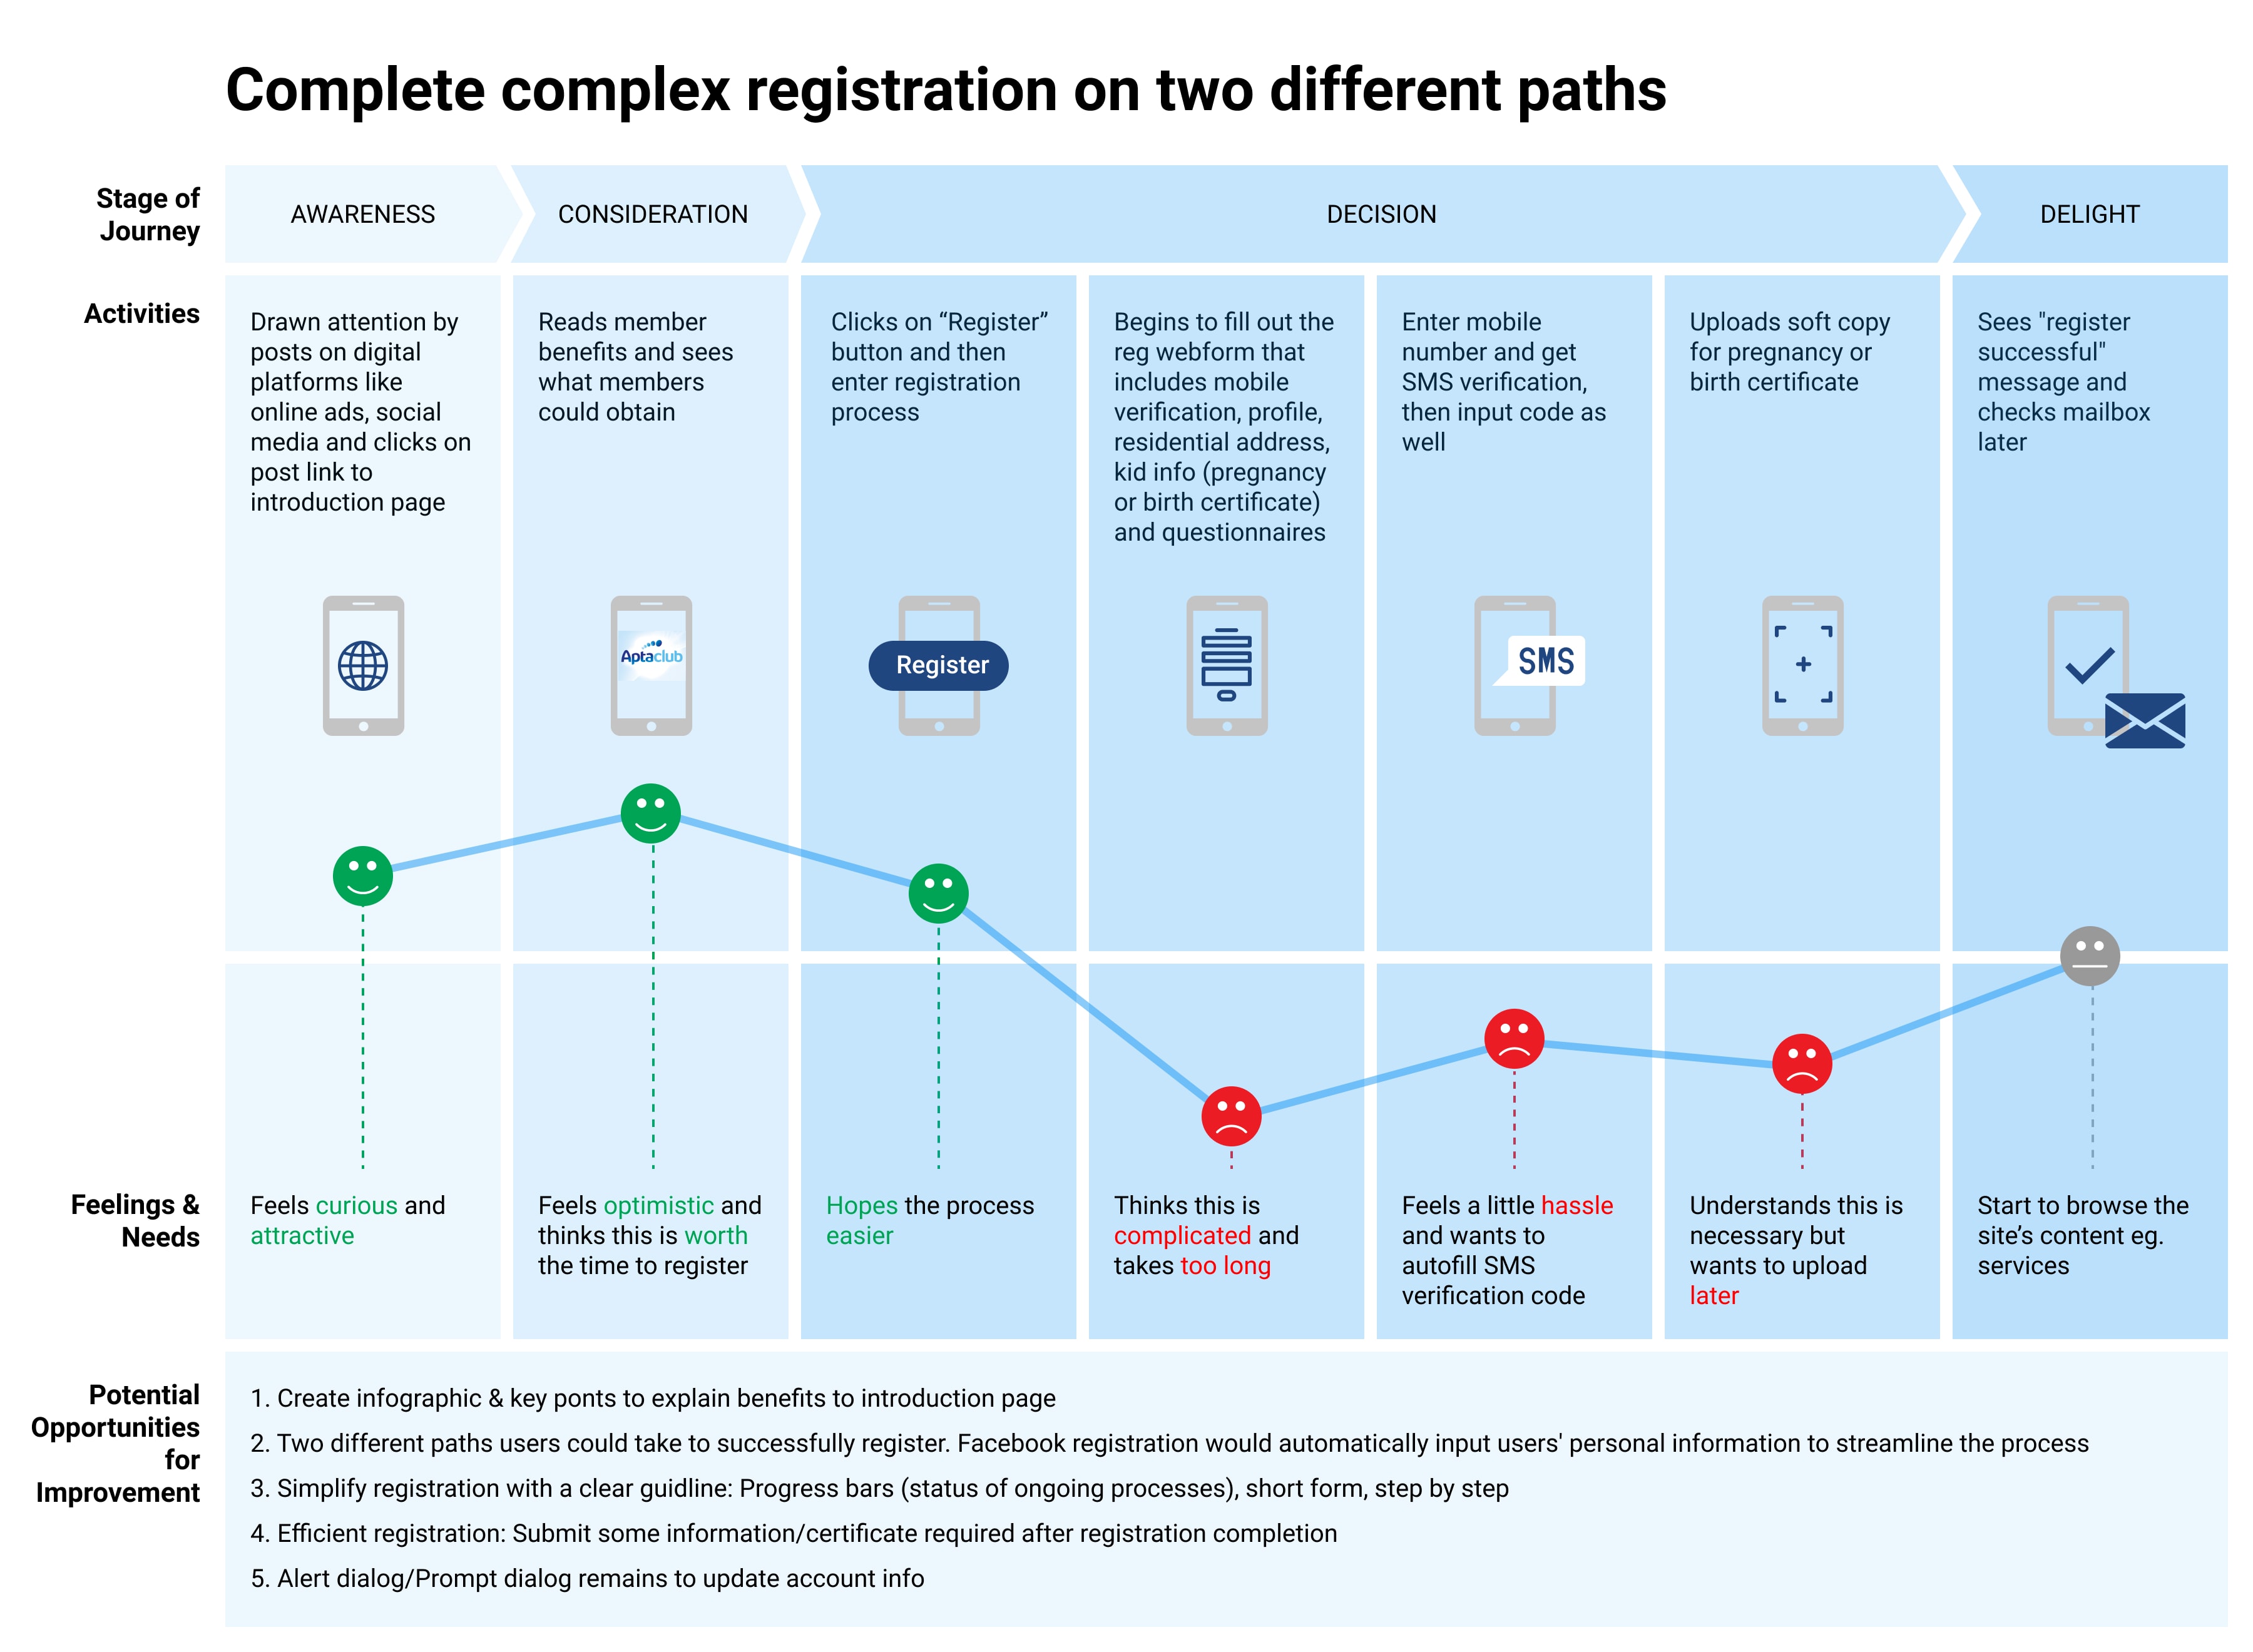 Complete complex registration on two different paths
Stage of
Journey
AWARENESS
CONSIDERATION
DECISION
DELIGHT
Activities
Drawn attention by
posts on digital
platforms like
online ads, social
media and clicks on
post link to
introduction page
Reads member
benefits and sees
what members
could obtain
Clicks on “Register”
button and then
enter registration
process
Begins to fill out the
reg webform that
includes mobile
verification, profile,
residential address,
kid info (pregnancy
or birth certificate)
and questionnaires
Enter mobile
number and get
SMS verification,
then input code as
well
Uploads soft copy
for pregnancy or
birth certificate
Sees "register
successful"
message and
checks mailbox
later
Aptaclub
Register
SMS
Feelings &
Needs
Feels curious and
attractive
Feels optimistic and
thinks this is worth
the time to register
Hopes the process
easier
Thinks this is
complicated and
takes too long
Feels a little hassle
and wants to
autofill SMS
verification code
Understands this is
necessary but
wants to upload
later
Start to browse the
site’s content eg.
services
Potential
Opportunities
for
Improvement
1. Create infographic & key ponts to explain benefits to introduction page
2. Two different paths users could take to successfully register. Facebook registration would automatically input users' personal information to streamline the process
3. Simplify registration with a clear guidline: Progress bars (status of ongoing processes), short form, step by step
4. Efficient registration: Submit some information/certificate required after registration completion
5. Alert dialog/Prompt dialog remains to update account info